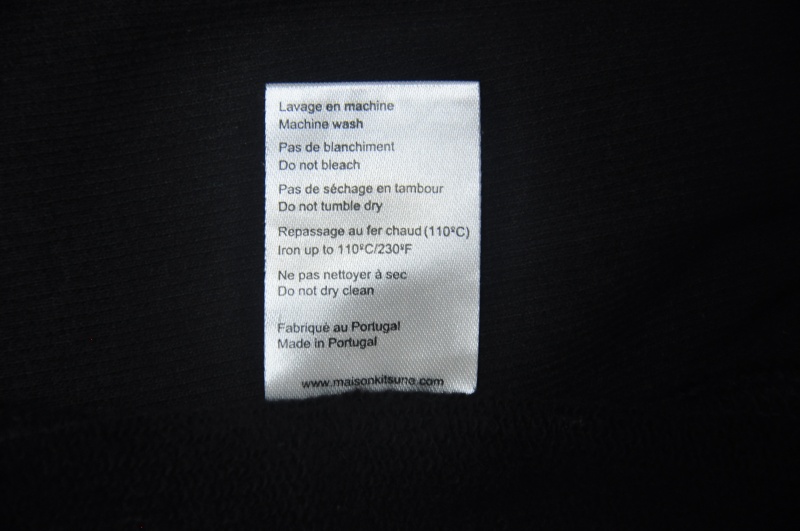 Lavage en machine
Machine wash
Pas de blanchiment
Do not bleach
Pas de séchage en tambour
Do not tumble dry
Repassage au fer chaud (110ºC)
Iron up to 110ºC/230ºF
Ne pas nettoyer à sec
Do not dry clean
Fabriqué au Portugal
Made in Portugal
www.maisonkitsune.com